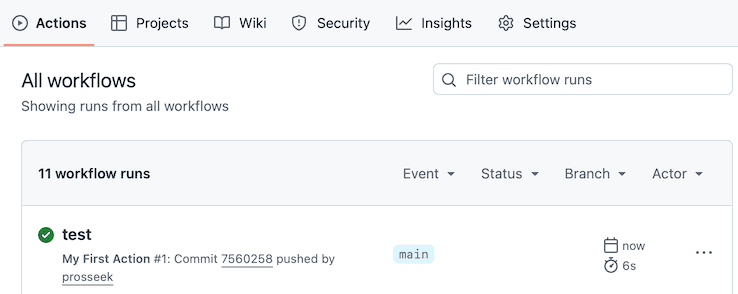 Actions Projects Wiki Security Insights Settings
All workflows
Filter workflow runs
Showing runs from all workflows
11 workflow runs Event Status Branch Actor
test
My First Action #1: Commit 7560258 pushed by
prosseek
main
now
6s